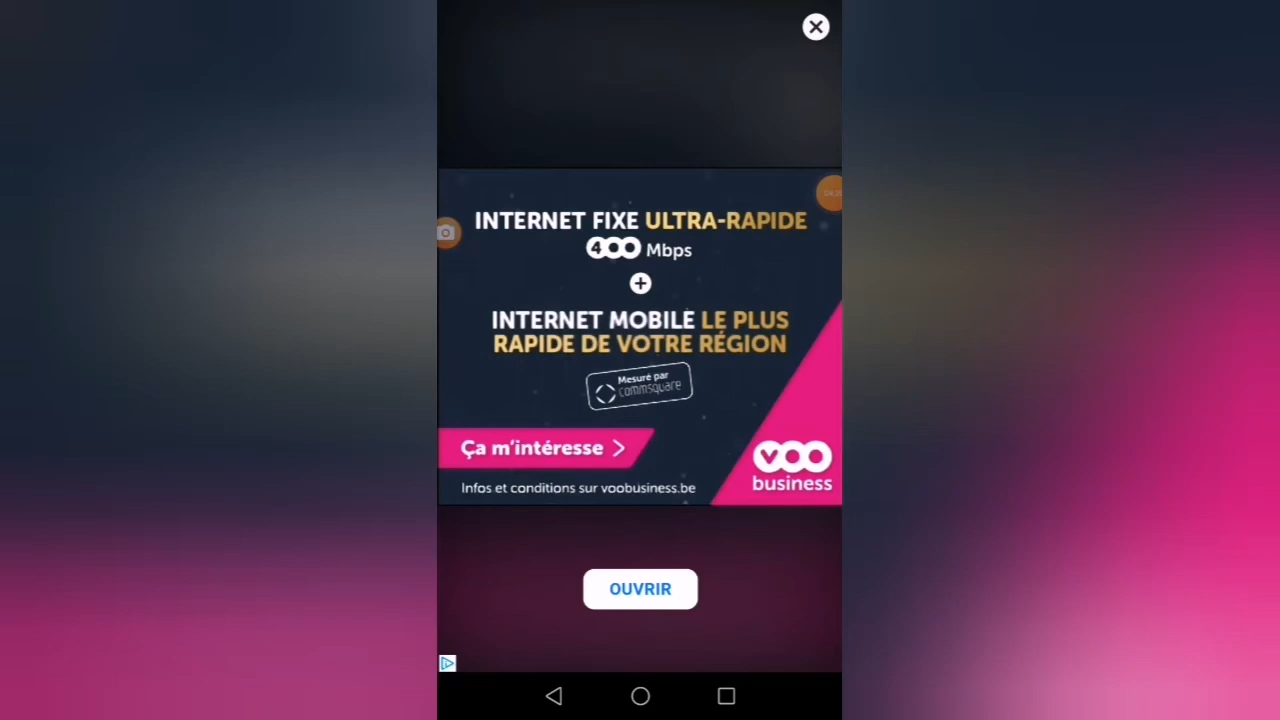 INTERNET FIXE ULTRA-RAPIDE
400 Mbps
+
INTERNET MOBILE LE PLUS
RAPIDE DE VOTRE RÉGION
Mesuré par
commsquare
Ça m'intéresse >
VOO
business
Infos et conditions sur voobusiness.be
OUVRIR